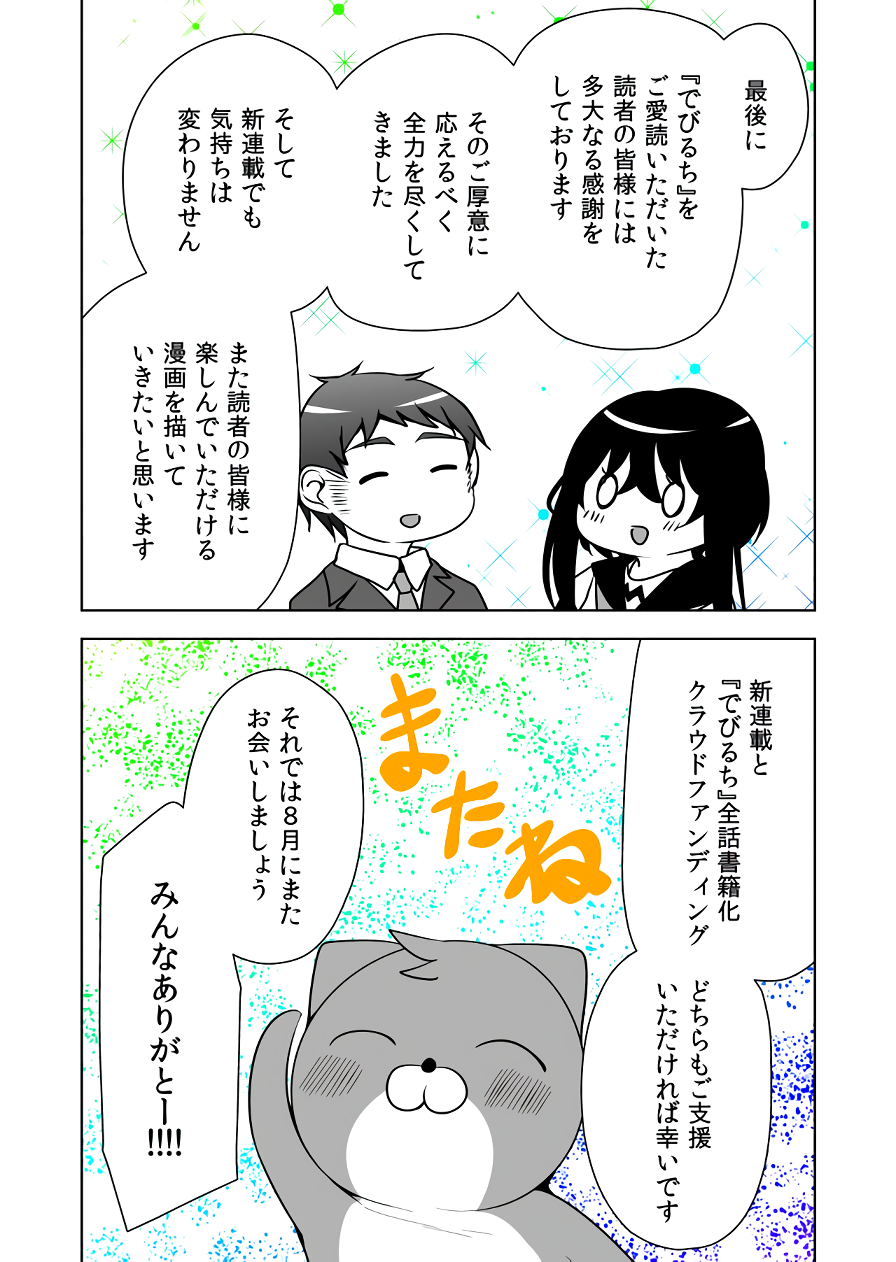 最後に
『でびるち』を
ご愛読いただいた
読者の皆様には
多大なる感謝を
しております
そのご厚意に
応えるべく
全力を尽くして
きました
そして
新連載でも
気持ちは
変わりません
また読者の皆様に
楽しんでいただける
漫画を描いて
いきたいと思います
新連載と
『でびるち』全話書籍化
クラウドファンディング
どちらもご支援
いただければ幸いです
またね
それでは８月にまた
お会いしましょう
みんなありがとー!!!!